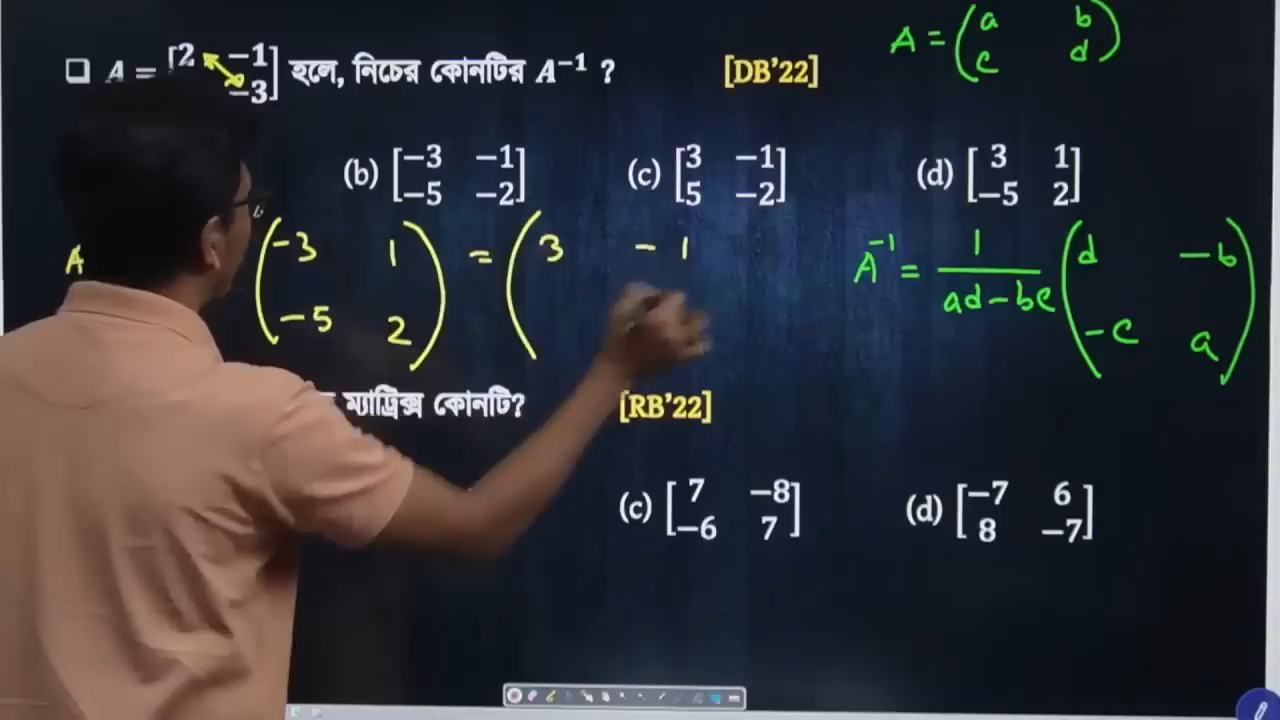 A = (a b
c d)
❑ A = [2 −1
−3] হলে, নিচের কোনটির A⁻¹ ? [DB'22]
(b) [−3 −1
−5 −2] (c) [3 −1
5 −2] (d) [3 1
−5 2]
A (−3 1
−5 2) = (3 − 1
A⁻¹ = 1/(ad − bc) (d −b
−c a)
ম্যাট্রিক্স কোনটি? [RB'22]
(c) [7 −8
−6 7] (d) [−7 6
8 −7]